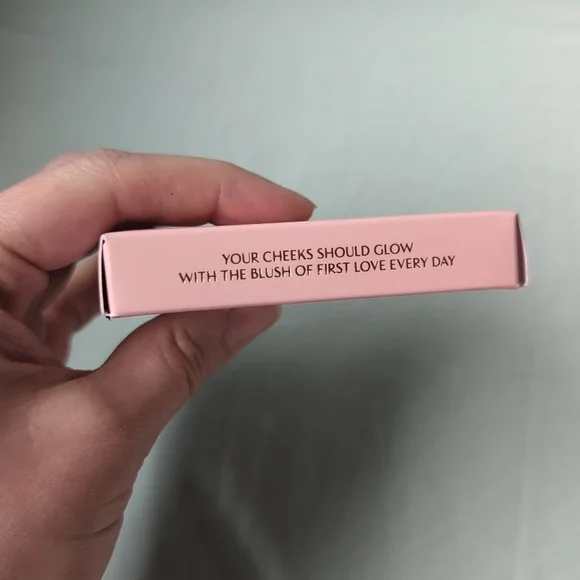 YOUR CHEEKS SHOULD GLOW
WITH THE BLUSH OF FIRST LOVE EVERY DAY